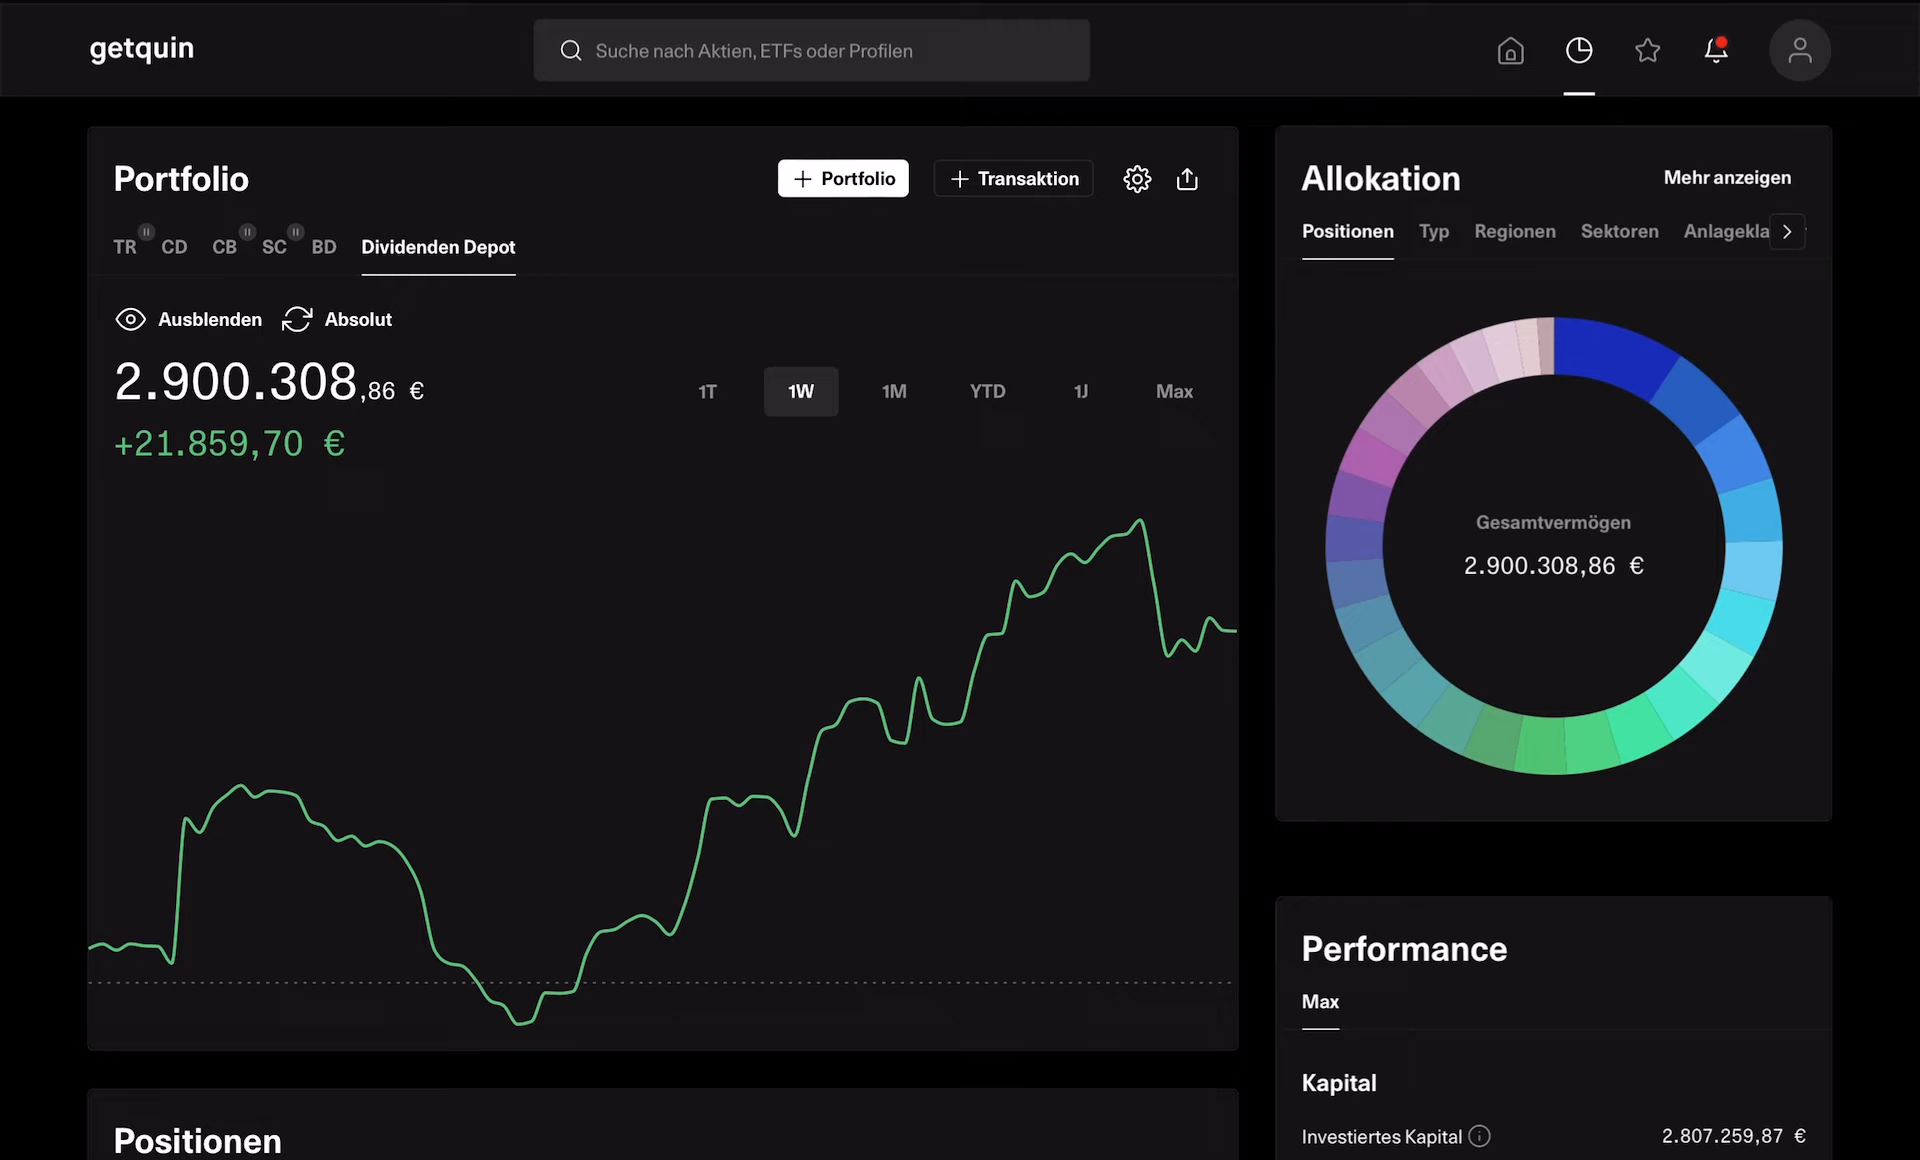 getquin
Suche nach Aktien, ETFs oder Profilen
Portfolio
+ Portfolio
+ Transaktion
TR CD CB SC BD Dividenden Depot
Ausblenden Absolut
2.900.308,86 €
+21.859,70 €
1T 1W 1M YTD 1J Max
Positionen
Allokation
Mehr anzeigen
Positionen Typ Regionen Sektoren Anlagekla
Gesamtvermögen
2.900.308,86 €
Performance
Max
Kapital
Investiertes Kapital 2.807.259,87 €